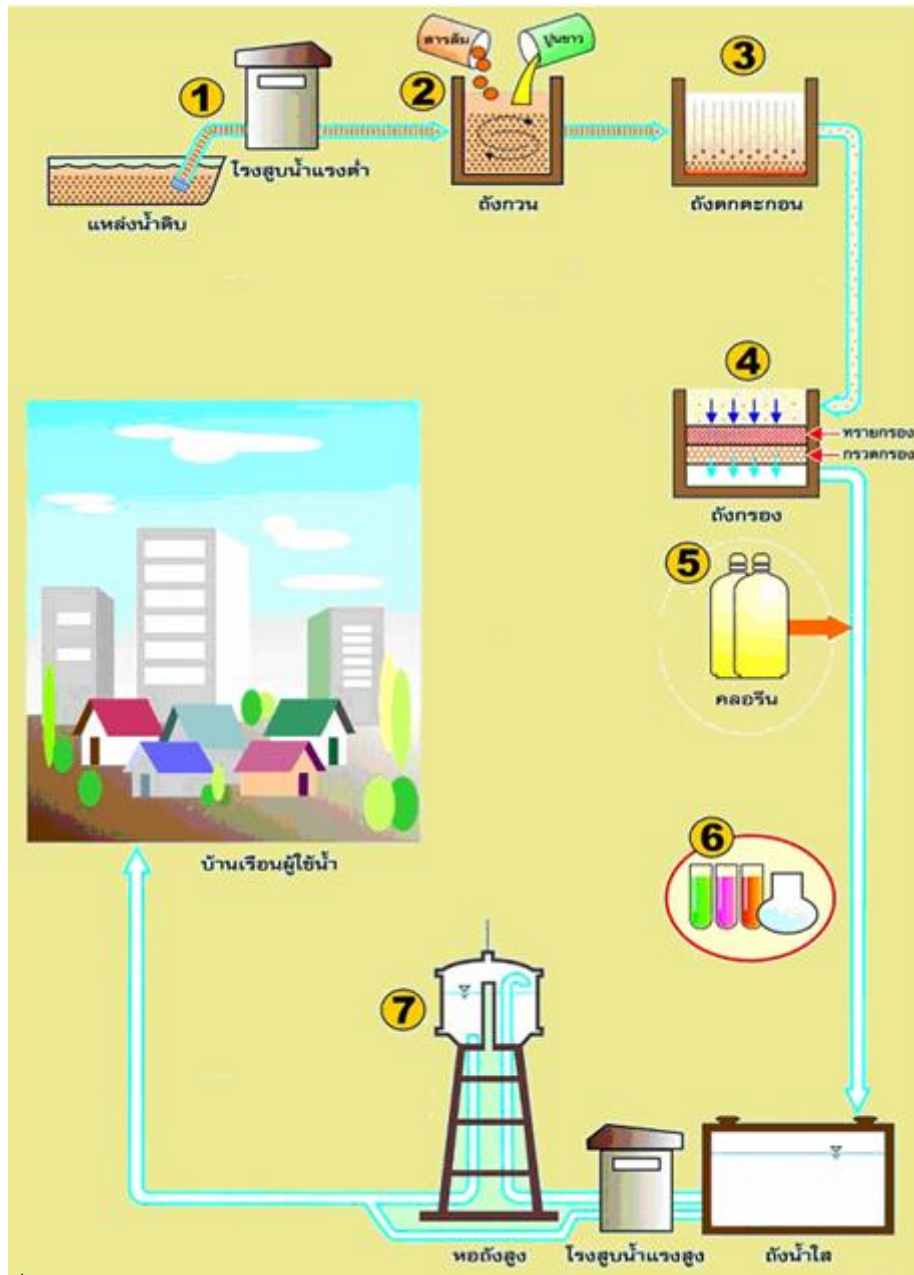 สารส้ม
ปูนขาว
1
2
3
โรงสูบน้ำแรงต่ำ
แหล่งน้ำดิบ
ถังกวน
ถังตกตะกอน
4
ทรายกรอง
กรวดกรอง
ถังกรอง
5
คลอรีน
บ้านเรือนผู้ใช้น้ำ
6
7
หอถังสูง
โรงสูบน้ำแรงสูง
ถังน้ำใส